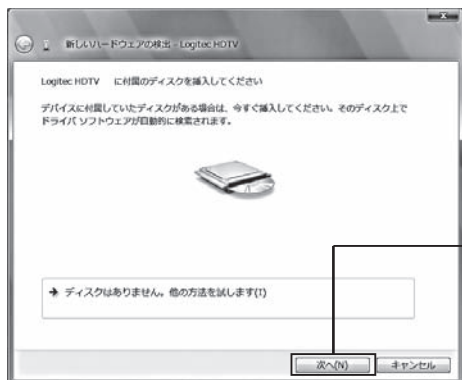 新しいハードウェアの検出 - Logitec HDTV
Logitec HDTV に付属のディスクを挿入してください
デバイスに付属していたディスクがある場合は、今すぐ挿入してください。そのディスク上で
ドライバ ソフトウェアが自動的に検索されます。
ディスクはありません。他の方法を試します(I)
次へ(N) キャンセル